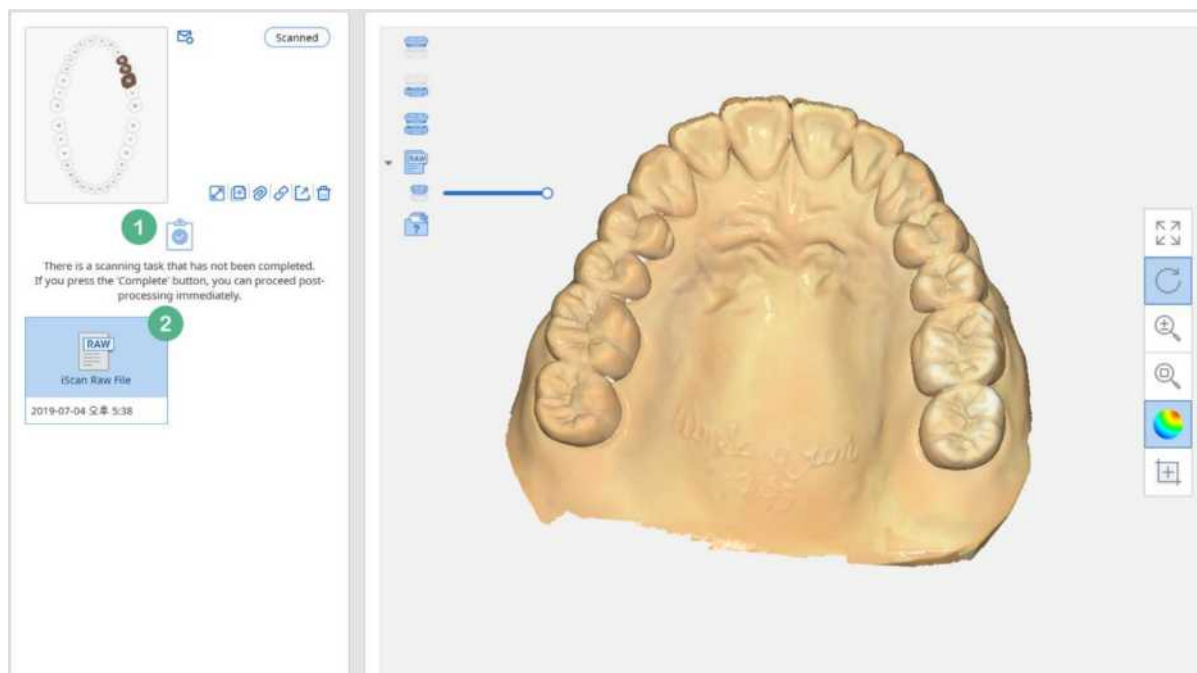 Scanned
1
There is a scanning task that has not been completed.
If you press the 'Complete' button, you can proceed post-
processing immediately.
2
RAW
iScan Raw File
2019-07-04 오후 5:38
RAW
?